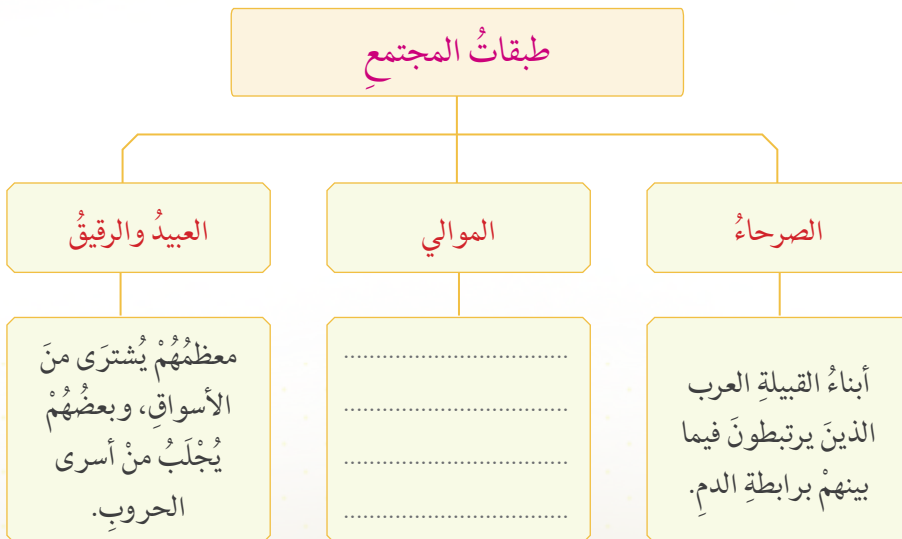 طبقاتُ المجتمعِ
الصرحاءُ
الموالي
العبيدُ والرقيقُ
أبناءُ القبيلةِ العرب
الذينَ يرتبطونَ فيما
بينهمْ برابطةِ الدمِ.
................................
................................
................................
................................
معظمُهُمْ يُشترَى منَ
الأسواقِ، وبعضُهُمْ
يُجْلَبُ منْ أسرى
الحروبِ.